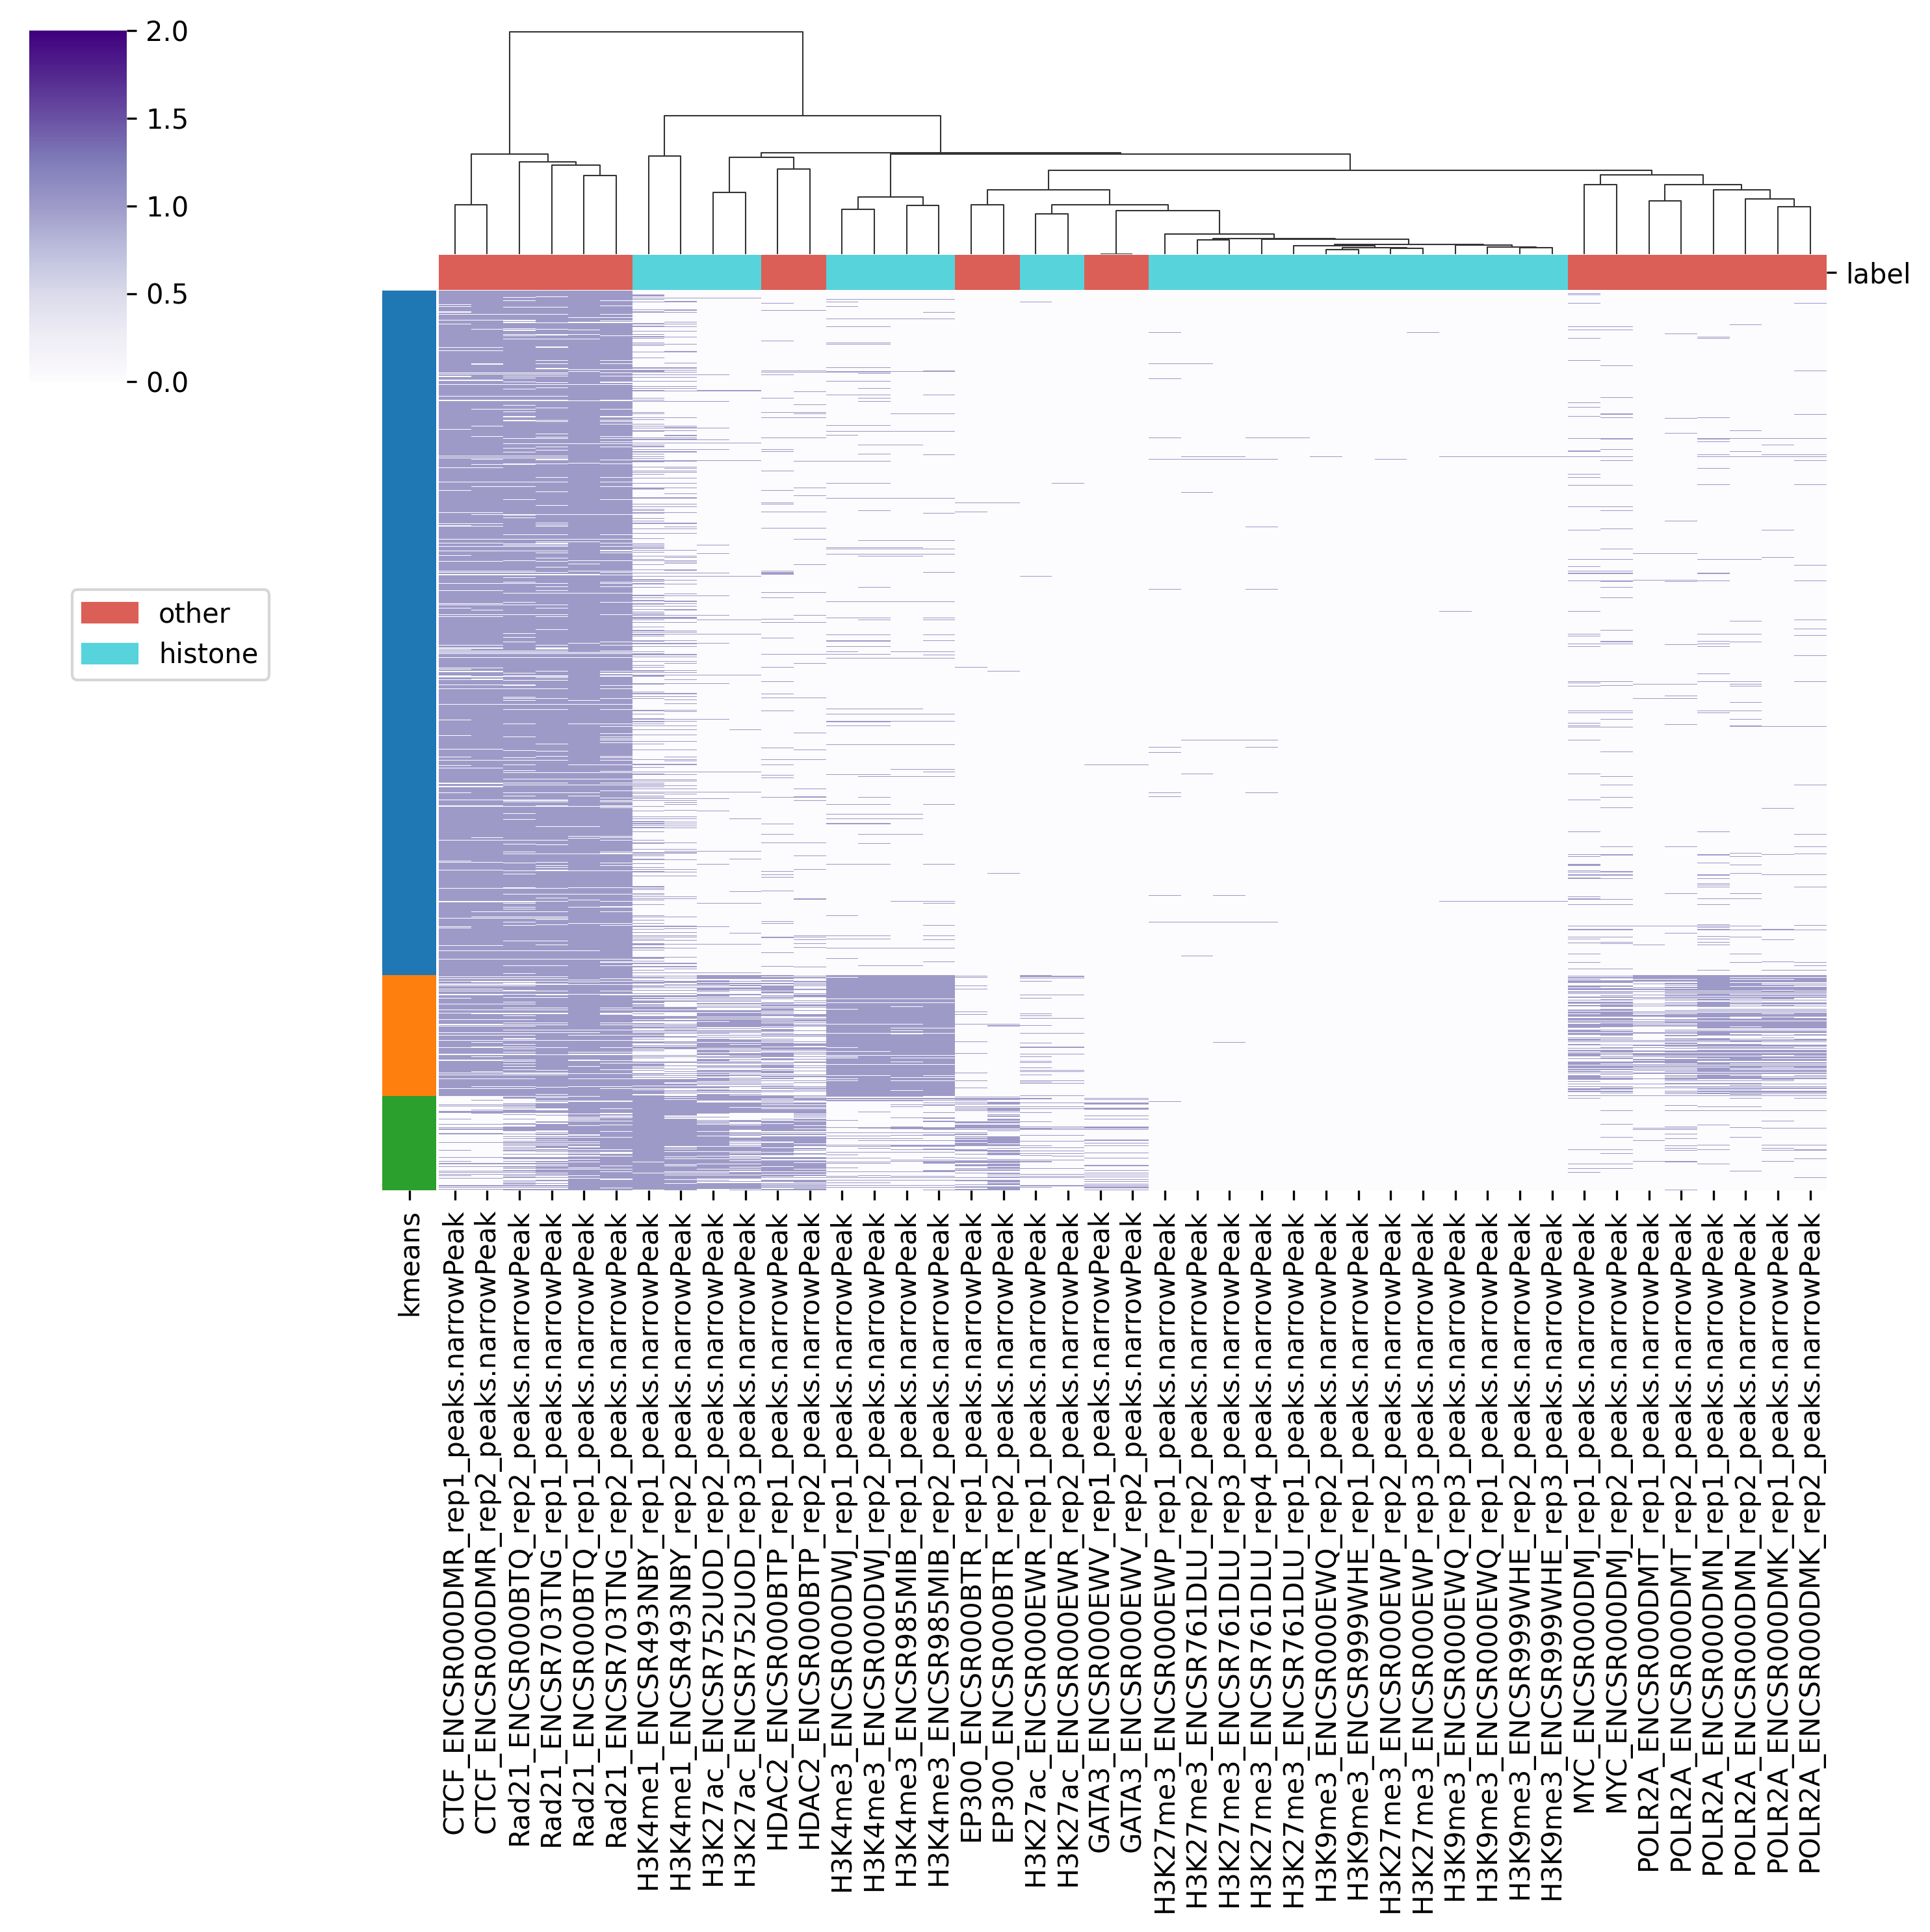 2.0
1.5
1.0
0.5
0.0
label
other
histone
kmeans
CTCF_ENCSR000DMR_rep1_peaks.narrowPeak
CTCF_ENCSR000DMR_rep2_peaks.narrowPeak
Rad21_ENCSR000BTQ_rep2_peaks.narrowPeak
Rad21_ENCSR703TNG_rep1_peaks.narrowPeak
Rad21_ENCSR000BTQ_rep1_peaks.narrowPeak
Rad21_ENCSR703TNG_rep2_peaks.narrowPeak
H3K4me1_ENCSR493NBY_rep1_peaks.narrowPeak
H3K4me1_ENCSR493NBY_rep2_peaks.narrowPeak
H3K27ac_ENCSR752UOD_rep2_peaks.narrowPeak
H3K27ac_ENCSR752UOD_rep3_peaks.narrowPeak
HDAC2_ENCSR000BTP_rep1_peaks.narrowPeak
HDAC2_ENCSR000BTP_rep2_peaks.narrowPeak
H3K4me3_ENCSR000DWJ_rep1_peaks.narrowPeak
H3K4me3_ENCSR000DWJ_rep2_peaks.narrowPeak
H3K4me3_ENCSR985MIB_rep1_peaks.narrowPeak
H3K4me3_ENCSR985MIB_rep2_peaks.narrowPeak
EP300_ENCSR000BTR_rep1_peaks.narrowPeak
EP300_ENCSR000BTR_rep2_peaks.narrowPeak
H3K27ac_ENCSR000EWR_rep1_peaks.narrowPeak
H3K27ac_ENCSR000EWR_rep2_peaks.narrowPeak
GATA3_ENCSR000EWV_rep1_peaks.narrowPeak
GATA3_ENCSR000EWV_rep2_peaks.narrowPeak
H3K27me3_ENCSR000EWP_rep1_peaks.narrowPeak
H3K27me3_ENCSR761DLU_rep2_peaks.narrowPeak
H3K27me3_ENCSR761DLU_rep3_peaks.narrowPeak
H3K27me3_ENCSR761DLU_rep4_peaks.narrowPeak
H3K27me3_ENCSR761DLU_rep1_peaks.narrowPeak
H3K9me3_ENCSR000EWQ_rep2_peaks.narrowPeak
H3K9me3_ENCSR999WHE_rep1_peaks.narrowPeak
H3K27me3_ENCSR000EWP_rep2_peaks.narrowPeak
H3K27me3_ENCSR000EWP_rep3_peaks.narrowPeak
H3K9me3_ENCSR000EWQ_rep3_peaks.narrowPeak
H3K9me3_ENCSR000EWQ_rep1_peaks.narrowPeak
H3K9me3_ENCSR999WHE_rep2_peaks.narrowPeak
H3K9me3_ENCSR999WHE_rep3_peaks.narrowPeak
MYC_ENCSR000DMJ_rep1_peaks.narrowPeak
MYC_ENCSR000DMJ_rep2_peaks.narrowPeak
POLR2A_ENCSR000DMT_rep1_peaks.narrowPeak
POLR2A_ENCSR000DMT_rep2_peaks.narrowPeak
POLR2A_ENCSR000DMN_rep1_peaks.narrowPeak
POLR2A_ENCSR000DMN_rep2_peaks.narrowPeak
POLR2A_ENCSR000DMK_rep1_peaks.narrowPeak
POLR2A_ENCSR000DMK_rep2_peaks.narrowPeak